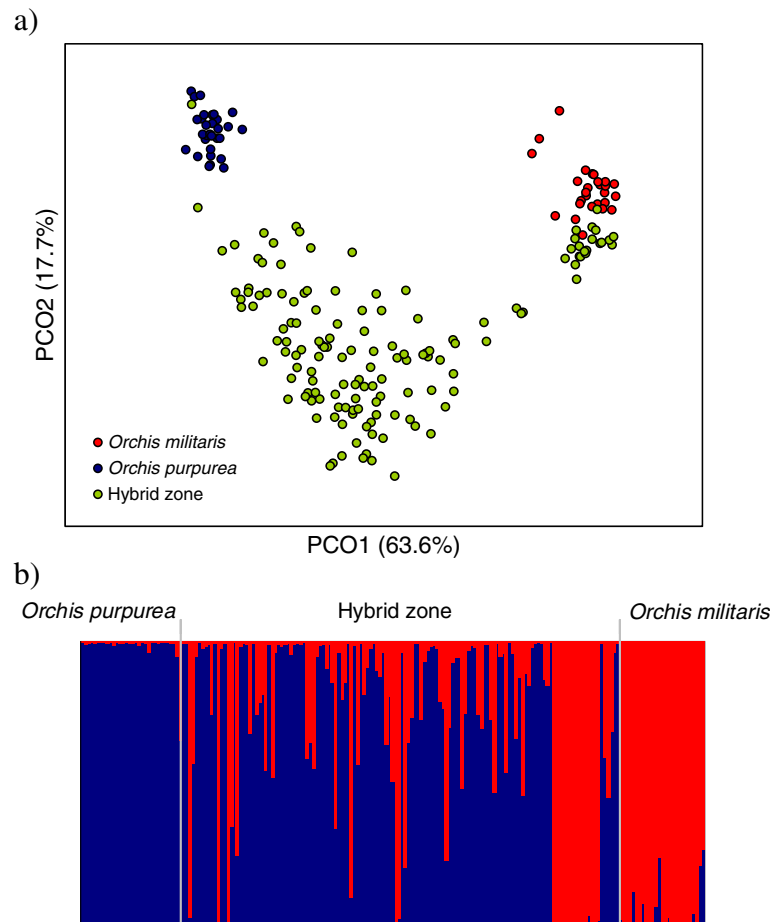 a)
PCO2 (17.7%)
Orchis militaris
Orchis purpurea
Hybrid zone
PCO1 (63.6%)
b)
Orchis purpurea
Hybrid zone
Orchis militaris